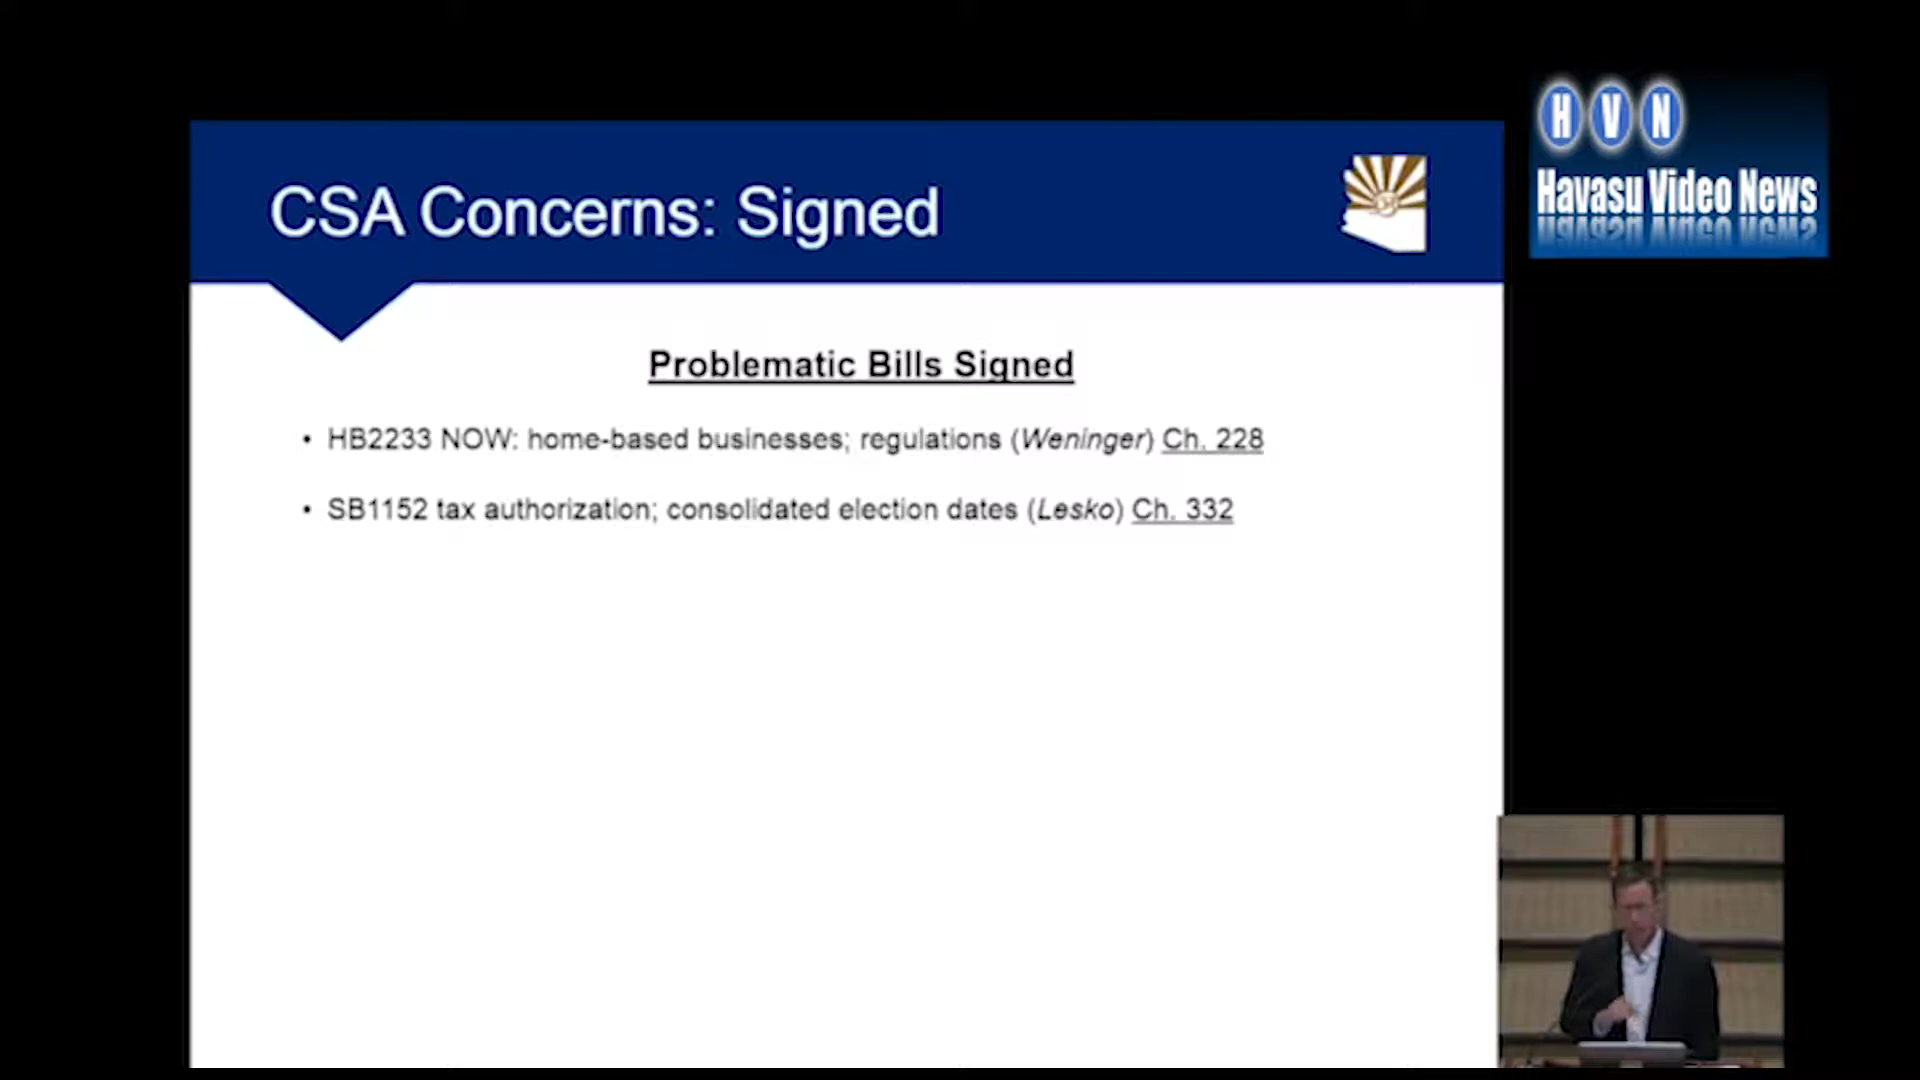 HVN
Havasu Video News
CSA Concerns: Signed
Problematic Bills Signed
• HB2233 NOW: home-based businesses; regulations (Weninger) Ch. 228
• SB1152 tax authorization; consolidated election dates (Lesko) Ch. 332